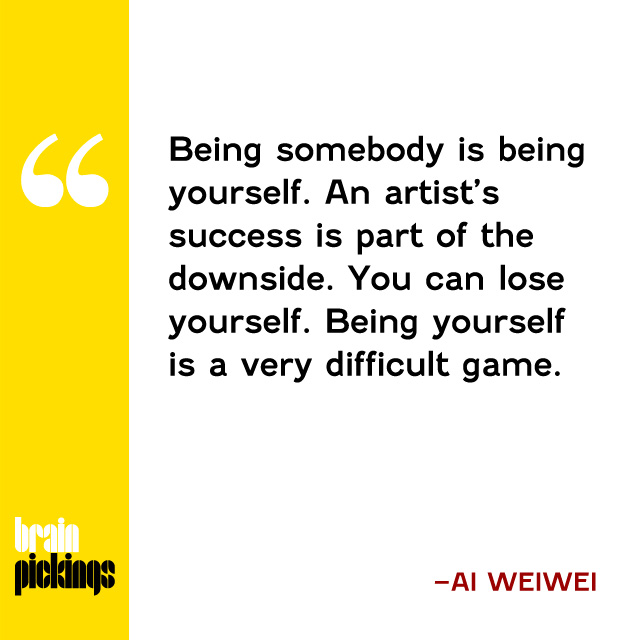 “
Being somebody is being
yourself. An artist’s
success is part of the
downside. You can lose
yourself. Being yourself
is a very difficult game.
brain
pickings
–AI WEIWEI